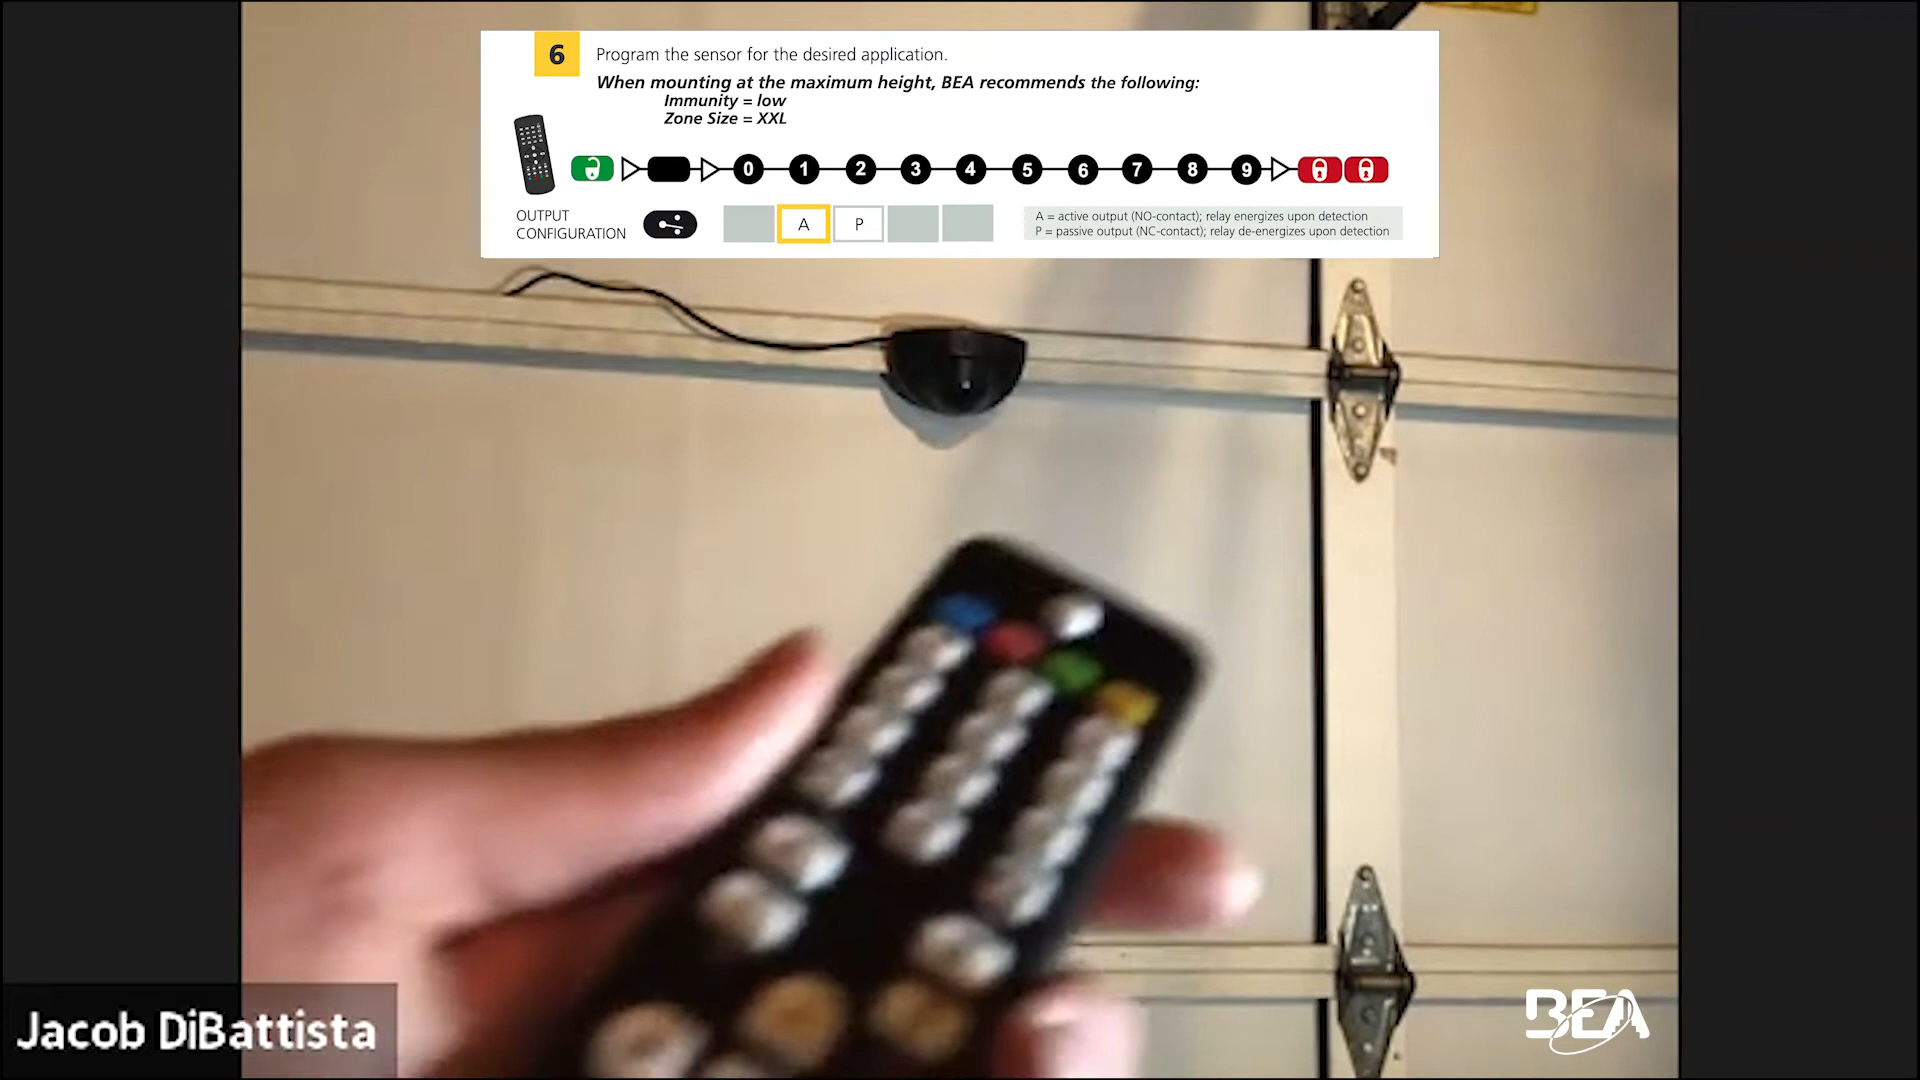 6
Program the sensor for the desired application.
When mounting at the maximum height, BEA recommends the following:
Immunity = low
Zone Size = XXL
0 1 2 3 4 5 6 7 8 9
OUTPUT
CONFIGURATION
A P
A = active output (NO-contact); relay energizes upon detection
P = passive output (NC-contact); relay de-energizes upon detection
Jacob DiBattista
BEA